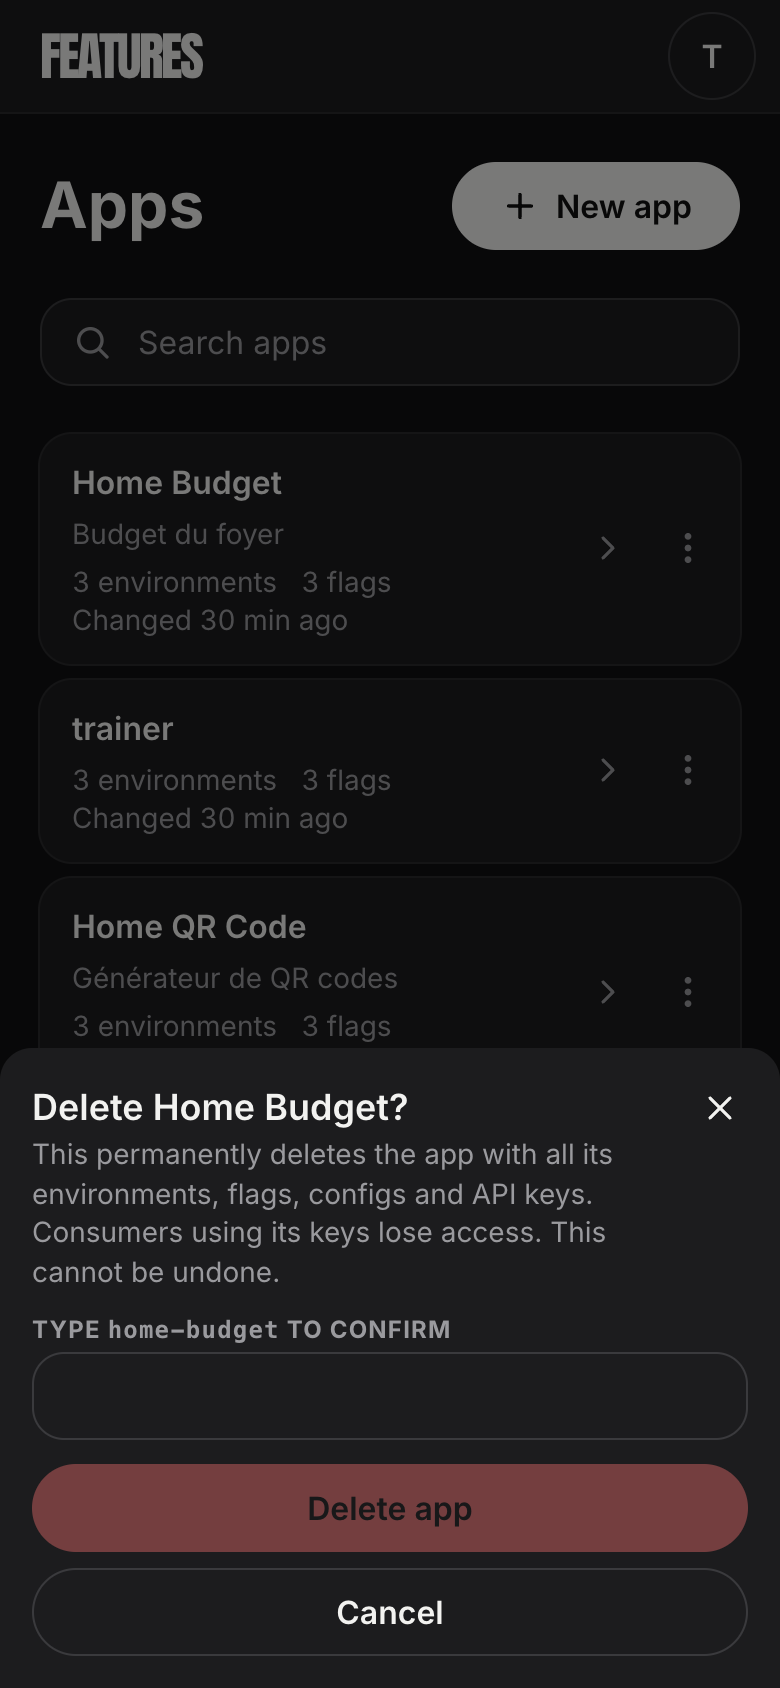 FEATURES
T
Apps
New app
Search apps
Home Budget
Budget du foyer
3 environments 3 flags
Changed 30 min ago
trainer
3 environments 3 flags
Changed 30 min ago
Home QR Code
Générateur de QR codes
3 environments 3 flags
Delete Home Budget?
This permanently deletes the app with all its
environments, flags, configs and API keys.
Consumers using its keys lose access. This
cannot be undone.
TYPE home-budget TO CONFIRM
Delete app
Cancel